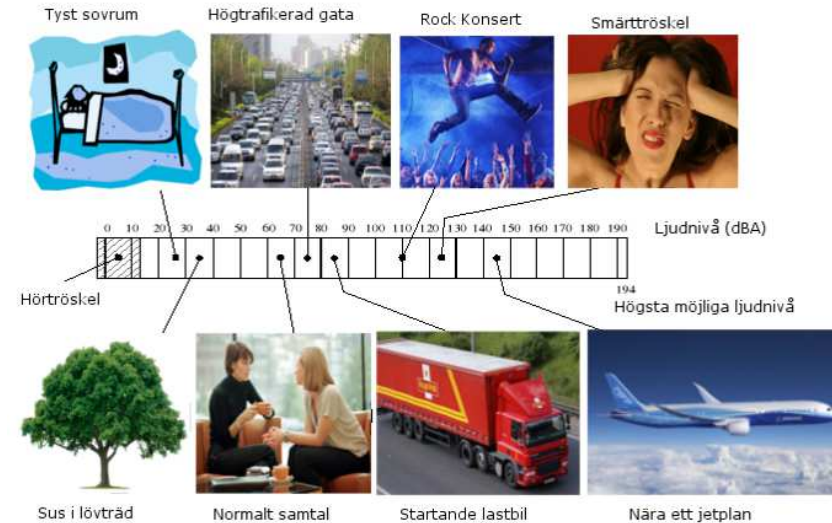 Tyst sovrum
Högtrafikerad gata
Rock Konsert
Smärttröskel
0 10 20 30 40 50 60 70 80 90 100 110 120 130 140 150 160 170 180 190
Ljudnivå (dBA)
194
Hörtröskel
Högsta möjliga ljudnivå
Sus i lövträd
Normalt samtal
Startande lastbil
Nära ett jetplan